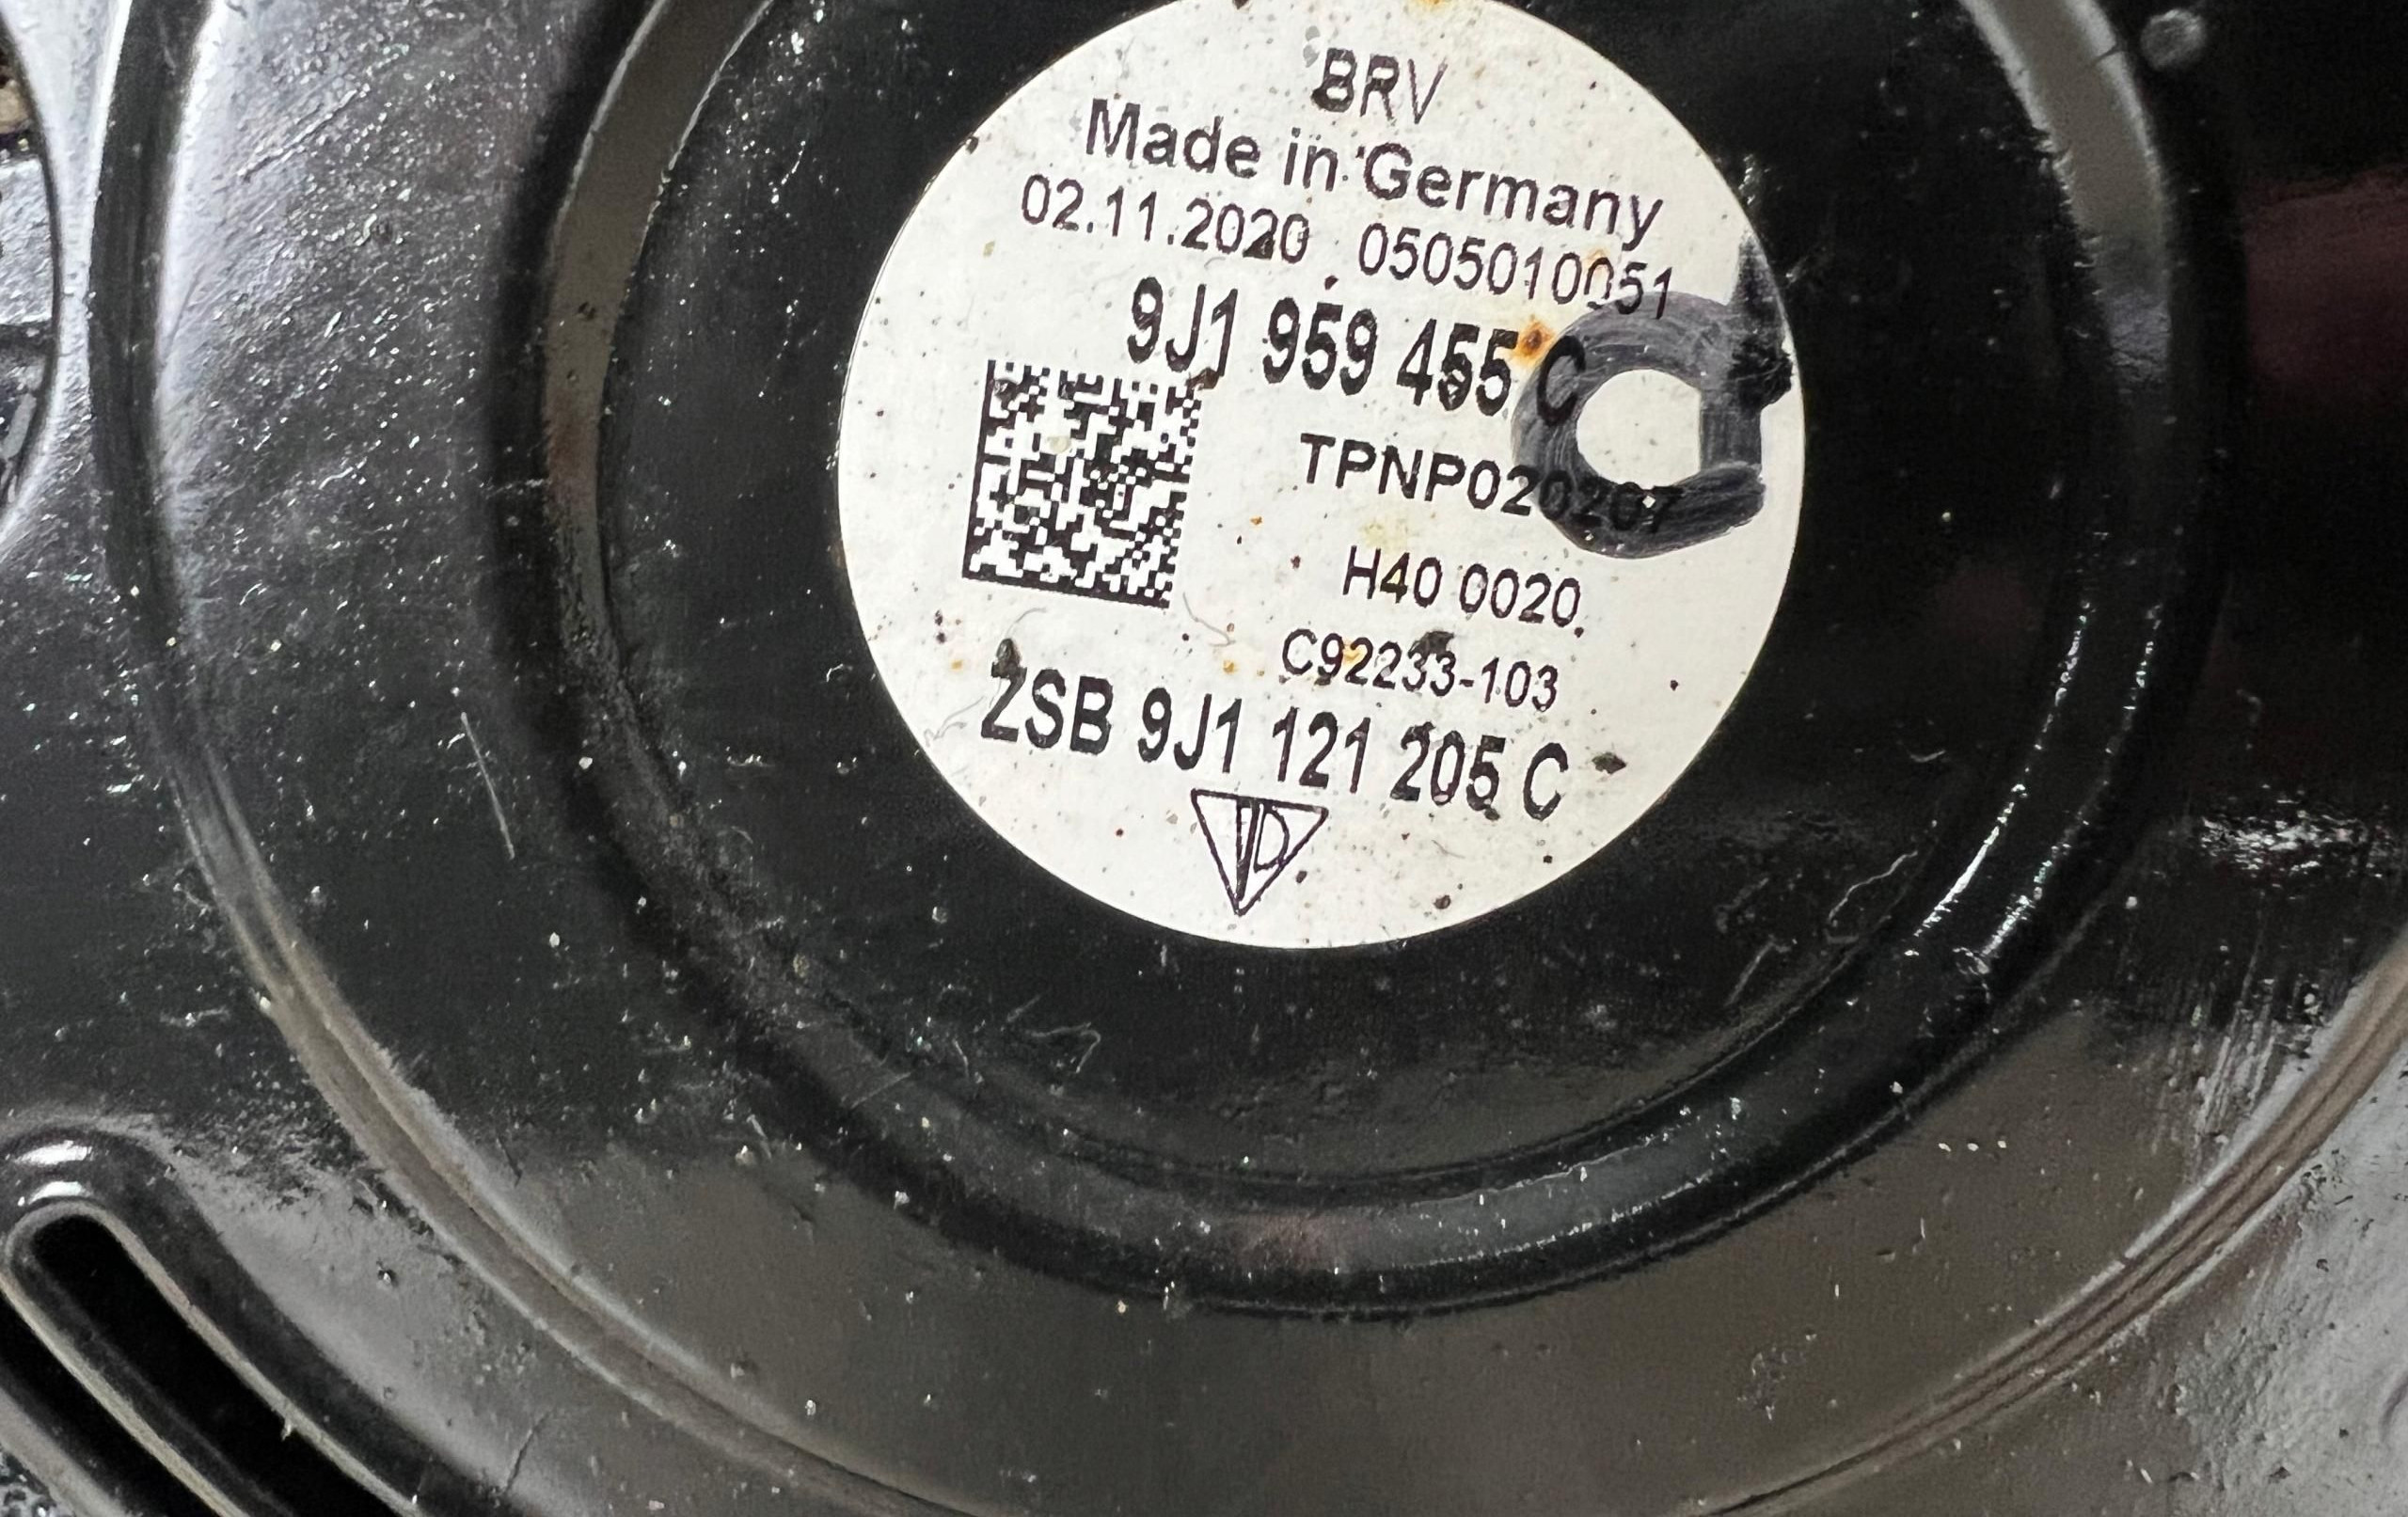 BRV
Made in Germany
02.11.2020 0505010051
9J1 959 455 C
TPNP020207
H40 0020
C92233-103
ZSB 9J1 121 205 C